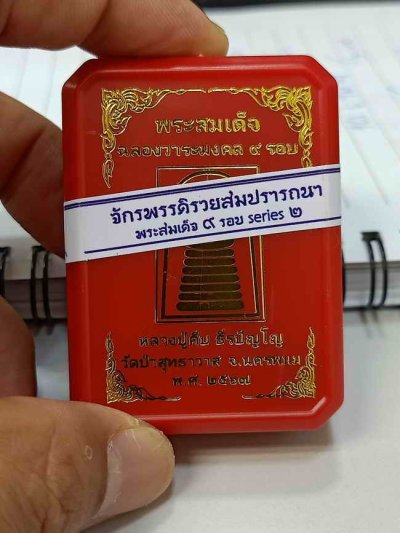 พระสมเด็จ
ฉลองวาระมงคล ๙ รอบ
จักรพรรดิรวยสมปรารถนา
พระสมเด็จ ๙ รอบ series ๒
หลวงปู่คีบ ธีรปัญโญ
วัดป่าสุทธาวาส จ.นครพนม
พ.ศ. ๒๕๖๗